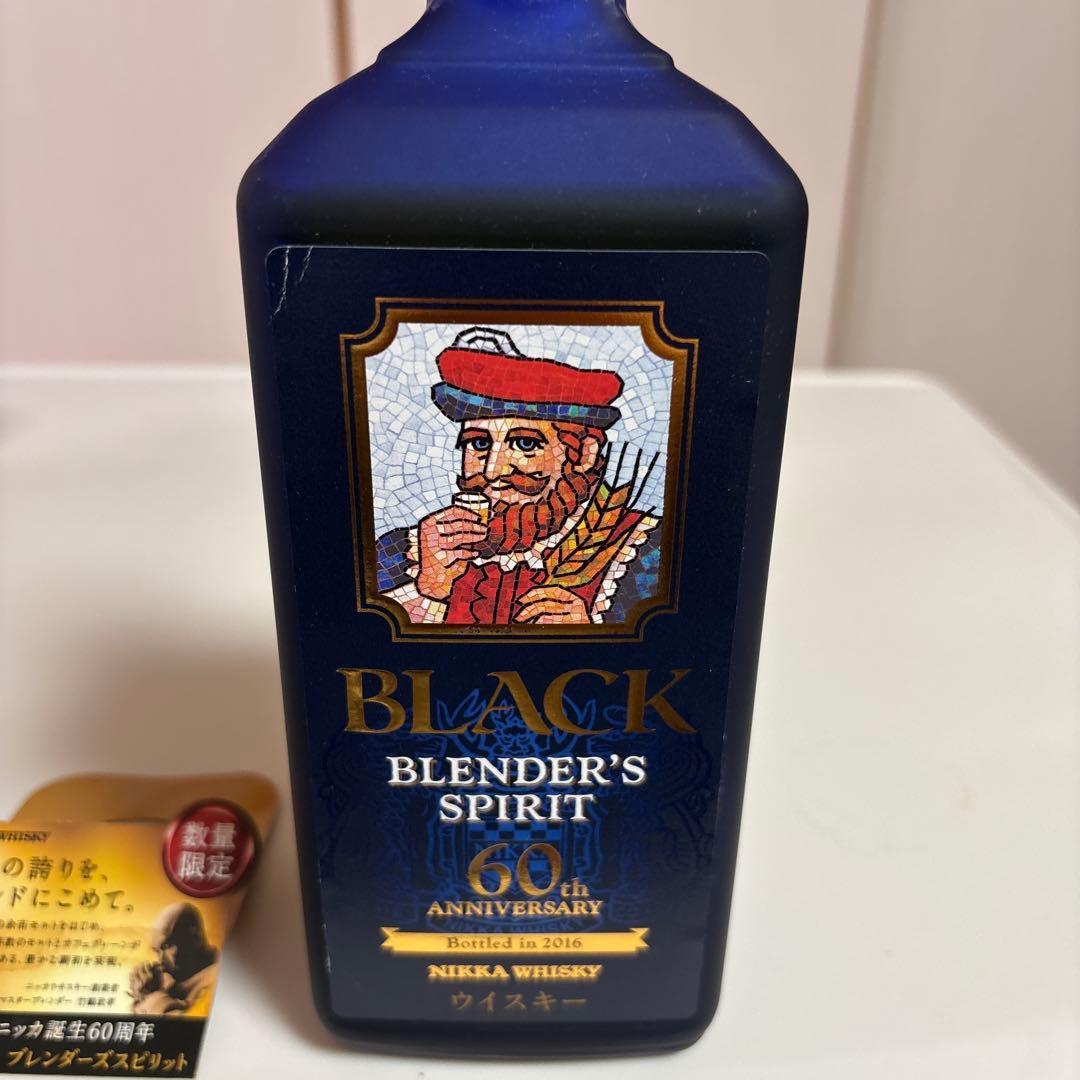 BLACK
BLENDER'S
SPIRIT
60th
ANNIVERSARY
Bottled in 2016
NIKKA WHISKY
ウイスキー
WHISKY
数量
限定
の誇りを、
ッドにこめて。
ニッカ誕生60周年
ブレンダーズスピリット